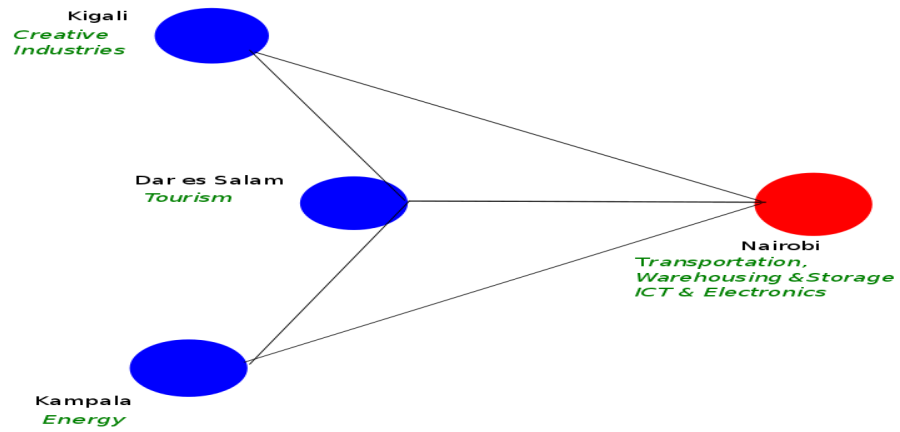 Kigali
Creative
Industries
Dar es Salam
Tourism
Nairobi
Transportation,
Warehousing &Storage
ICT & Electronics
Kampala
Energy